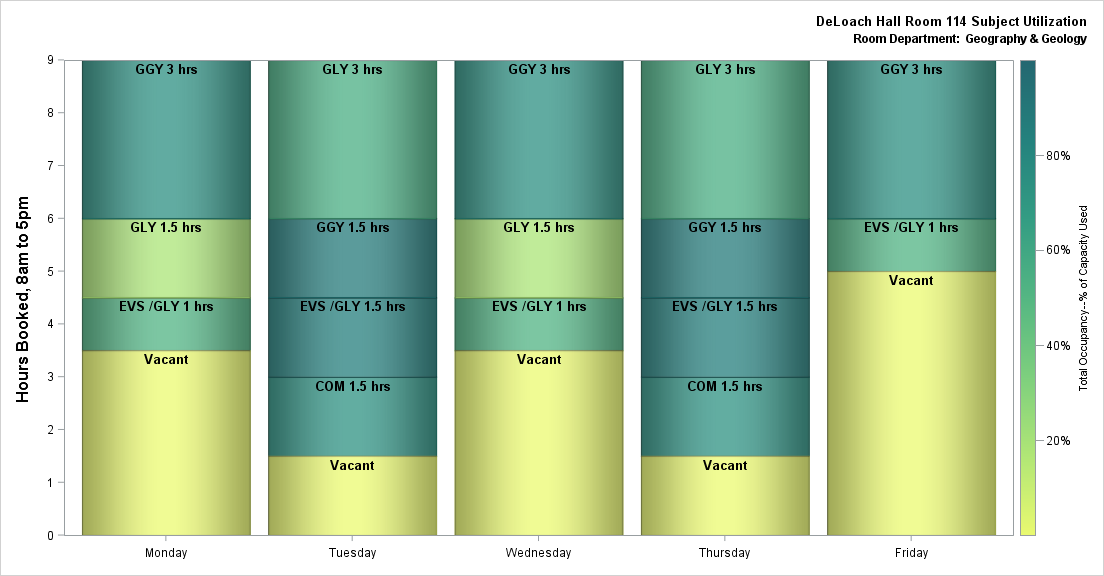 DeLoach Hall Room 114 Subject Utilization
Room Department: Geography & Geology
Hours Booked, 8am to 5pm
9
8
7
6
5
4
3
2
1
0
GGY 3 hrs
GLY 1.5 hrs
EVS /GLY 1 hrs
Vacant
Monday
GLY 3 hrs
GGY 1.5 hrs
EVS /GLY 1.5 hrs
COM 1.5 hrs
Vacant
Tuesday
GGY 3 hrs
GLY 1.5 hrs
EVS /GLY 1 hrs
Vacant
Wednesday
GLY 3 hrs
GGY 1.5 hrs
EVS /GLY 1.5 hrs
COM 1.5 hrs
Vacant
Thursday
GGY 3 hrs
EVS /GLY 1 hrs
Vacant
Friday
80%
60%
40%
20%
Total Occupancy--% of Capacity Used